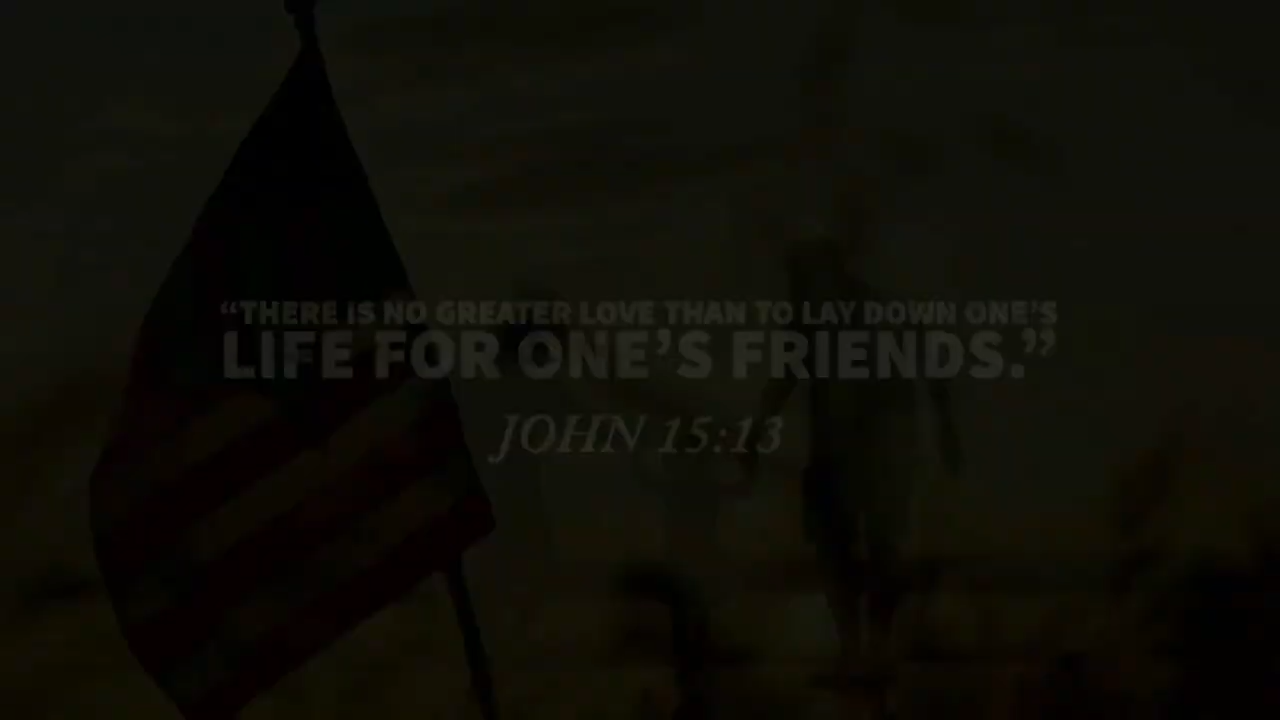 “THERE IS NO GREATER LOVE THAN TO LAY DOWN ONE’S
LIFE FOR ONE’S FRIENDS.”
JOHN 15:13